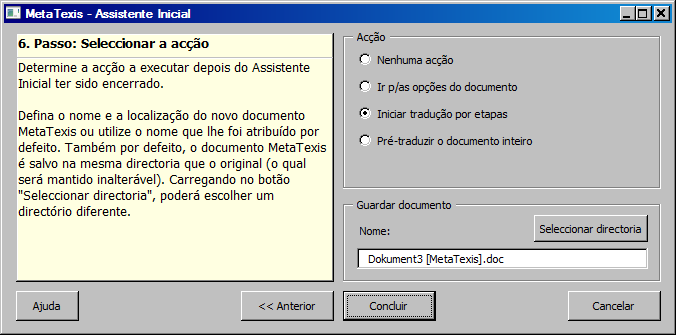 MetaTexis - Assistente Inicial
6. Passo: Seleccionar a acção
Determine a acção a executar depois do Assistente
Inicial ter sido encerrado.
Defina o nome e a localização do novo documento
MetaTexis ou utilize o nome que lhe foi atribuído por
defeito. Também por defeito, o documento MetaTexis
é salvo na mesma directoria que o original (o qual
será mantido inalterável). Carregando no botão
"Seleccionar directoria", poderá escolher um
directório diferente.
Acção
Nenhuma acção
Ir p/as opções do documento
Iniciar tradução por etapas
Pré-traduzir o documento inteiro
Guardar documento
Nome:
Seleccionar directoria
Dokument3 [MetaTexis].doc
Ajuda
<< Anterior
Concluir
Cancelar